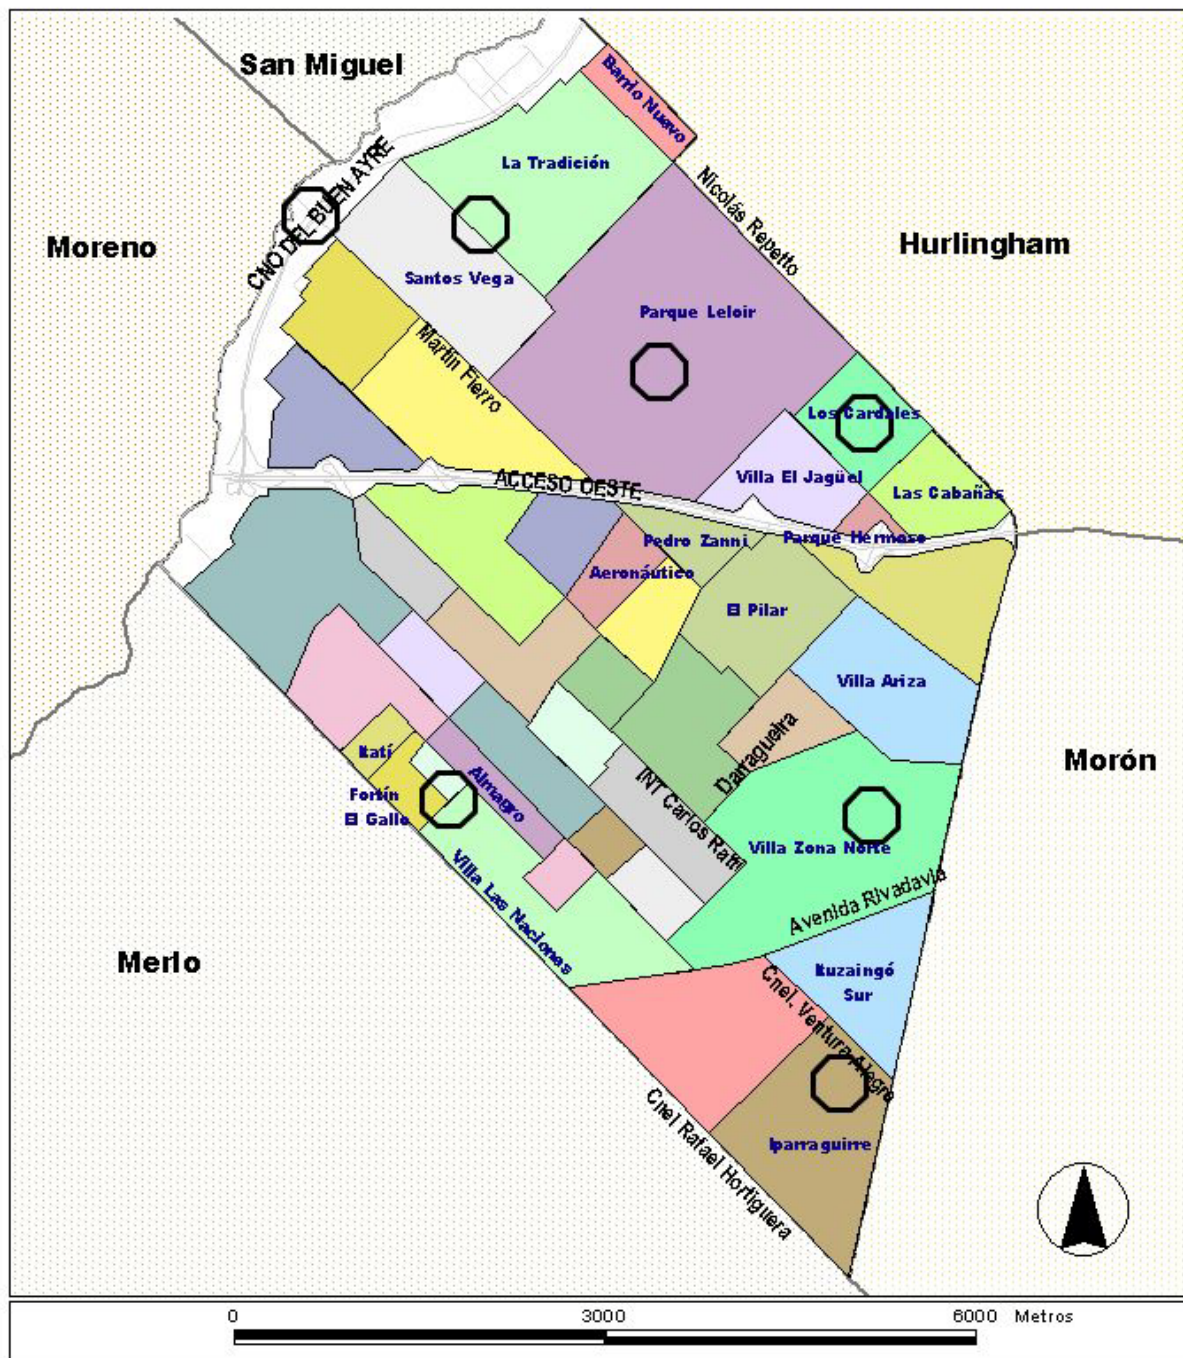 San Miguel
Barrio Nuevo
CNO DEL BUEN AYRE
La Tradición
Nicolás Repetto
Moreno
Hurlingham
Santos Vega
Parque Leloir
Martín Fierro
Los Cardales
Villa El Jagüel
ACCESO OESTE
Las Cabañas
Pedro Zanni
Parque Hermoso
Aeronáutico
El Pilar
Villa Ariza
Darragueira
Itatí
Almagro
Morón
Fortín
El Gallo
INT Carlos Ratti
Villa Zona Norte
Villa Las Naciones
Avenida Rivadavia
Merlo
Ituzaingó
Sur
Cnel. Ventura Alegre
Iparraguirre
Cnel Rafael Hortiguera
0 3000 6000 Metros